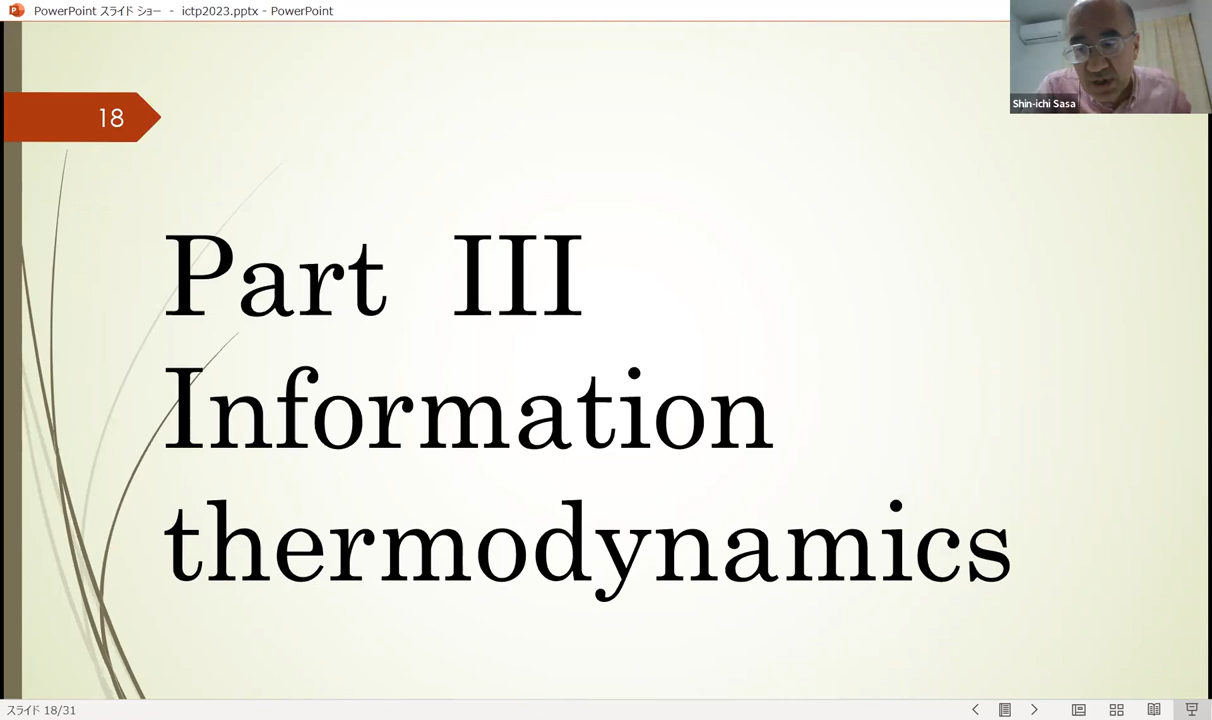 PowerPoint スライド ショー - ictp2023.pptx - PowerPoint
Shin-ichi Sasa
18
Part III
Information
thermodynamics
スライド 18/31